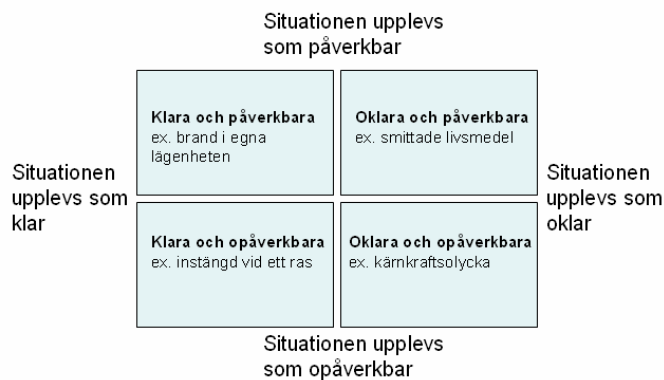 Situationen upplevs
som påverkbar
Klara och påverkbara
ex. brand i egna
lägenheten
Oklara och påverkbara
ex. smittade livsmedel
Situationen
upplevs som
klar
Situationen
upplevs som
oklar
Klara och opåverkbara
ex. instängd vid ett ras
Oklara och opåverkbara
ex. kärnkraftsolycka
Situationen upplevs
som opåverkbar